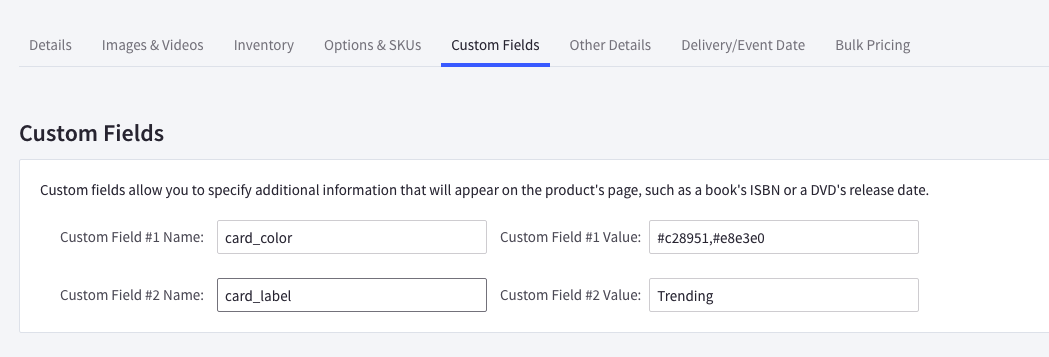 Details Images & Videos Inventory Options & SKUs Custom Fields Other Details Delivery/Event Date Bulk Pricing
Custom Fields
Custom fields allow you to specify additional information that will appear on the product's page, such as a book's ISBN or a DVD's release date.
Custom Field #1 Name: card_color Custom Field #1 Value: #c28951,#e8e3e0
Custom Field #2 Name: card_label Custom Field #2 Value: Trending